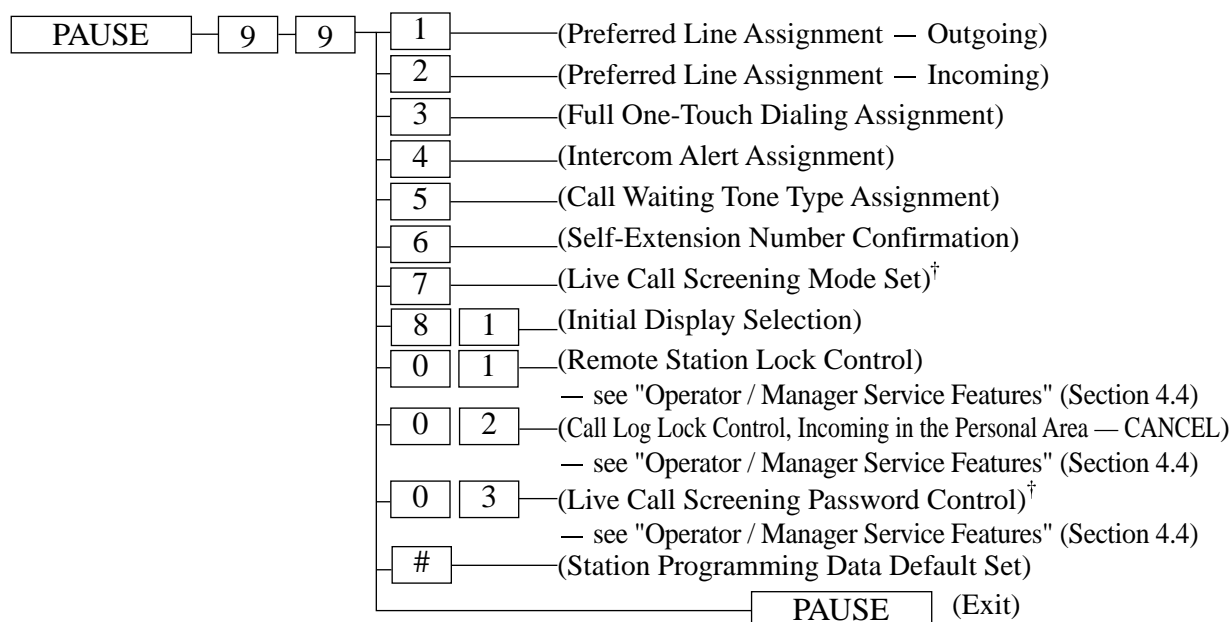 PAUSE 9 9 1 (Preferred Line Assignment — Outgoing)
2 (Preferred Line Assignment — Incoming)
3 (Full One-Touch Dialing Assignment)
4 (Intercom Alert Assignment)
5 (Call Waiting Tone Type Assignment)
6 (Self-Extension Number Confirmation)
7 (Live Call Screening Mode Set)†
8 1 (Initial Display Selection)
0 1 (Remote Station Lock Control)
— see "Operator / Manager Service Features" (Section 4.4)
0 2 (Call Log Lock Control, Incoming in the Personal Area — CANCEL)
— see "Operator / Manager Service Features" (Section 4.4)
0 3 (Live Call Screening Password Control)†
— see "Operator / Manager Service Features" (Section 4.4)
# (Station Programming Data Default Set)
PAUSE (Exit)